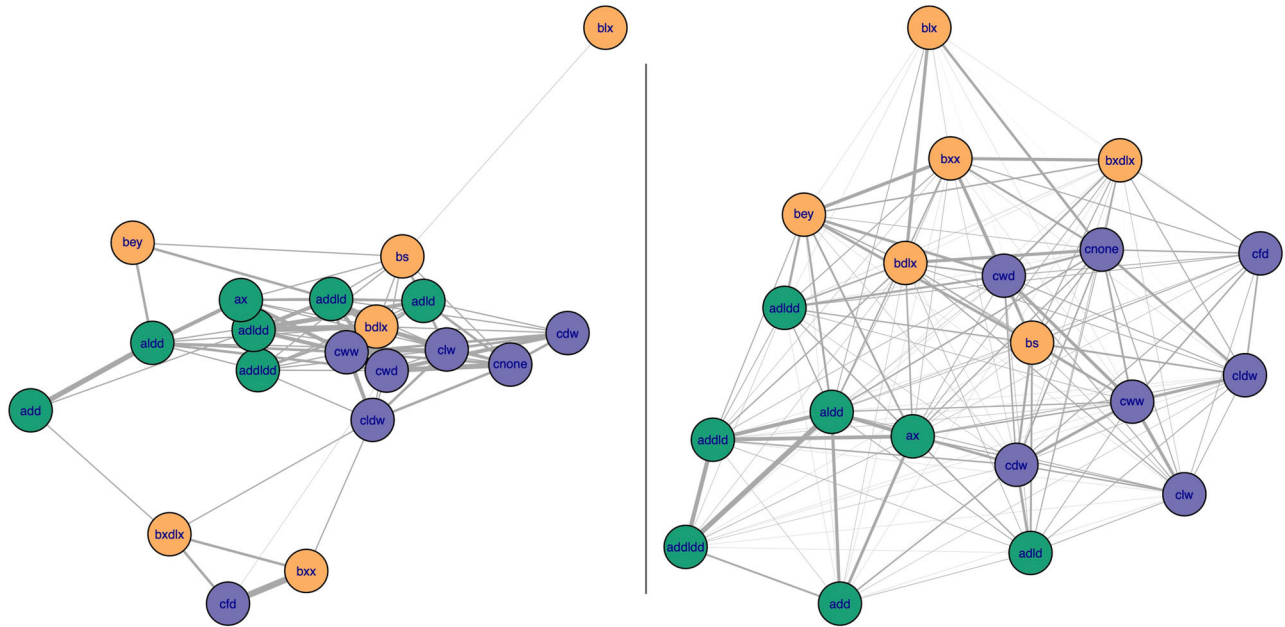 blx
bey
bs
ax
addld
adld
adldd
bdlx
cdw
aldd
cww
clw
cwd
cnone
addldd
add
cldw
bxdlx
bxx
cfd
blx
bxx
bxdlx
bey
cnone
cfd
bdlx
cwd
adldd
bs
cldw
cww
aldd
ax
addld
cdw
clw
addldd
adld
add